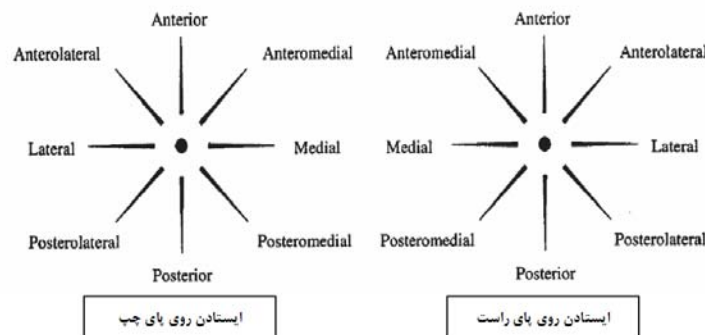 Anterior
Anterolateral
Anteromedial
Lateral
Medial
Posterolateral
Posteromedial
Posterior
ایستادن روی پای چپ
Anterior
Anteromedial
Anterolateral
Medial
Lateral
Posteromedial
Posterolateral
Posterior
ایستادن روی پای راست